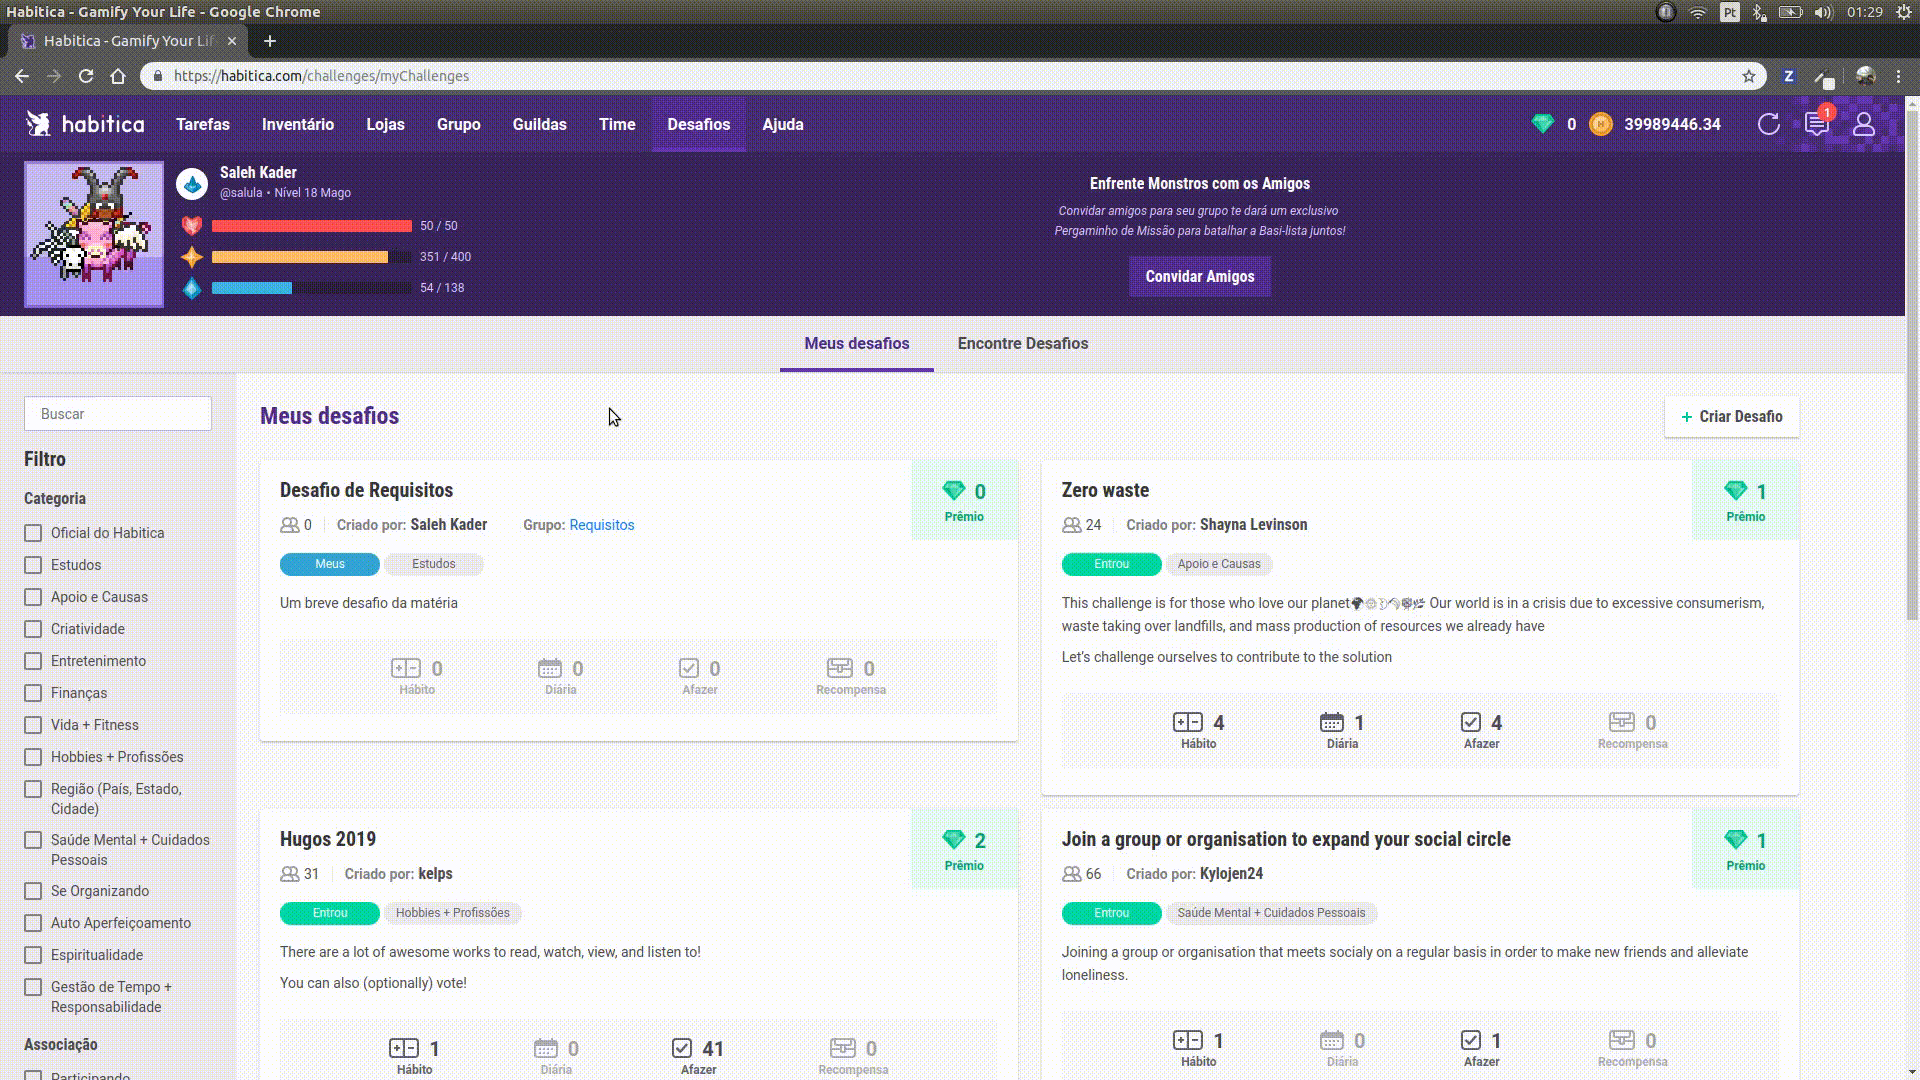 Habitica - Gamify Your Life - Google Chrome
Pt
01:29
Habitica - Gamify Your Lif
https://habitica.com/challenges/myChallenges
Z
habitica
Tarefas
Inventário
Lojas
Grupo
Guildas
Time
Desafios
Ajuda
0
39989446.34
1
Saleh Kader
@salula • Nível 18 Mago
50 / 50
351 / 400
54 / 138
Enfrente Monstros com os Amigos
Convidar amigos para seu grupo te dará um exclusivo
Pergaminho de Missão para batalhar a Basi-lista juntos!
Convidar Amigos
Meus desafios
Encontre Desafios
Buscar
Filtro
Categoria
Oficial do Habitica
Estudos
Apoio e Causas
Criatividade
Entretenimento
Finanças
Vida + Fitness
Hobbies + Profissões
Região (País, Estado,
Cidade)
Saúde Mental + Cuidados
Pessoais
Se Organizando
Auto Aperfeiçoamento
Espiritualidade
Gestão de Tempo +
Responsabilidade
Associação
Participando
Meus desafios
+ Criar Desafio
Desafio de Requisitos
0
Prêmio
0
Criado por: Saleh Kader
Grupo: Requisitos
Meus
Estudos
Um breve desafio da matéria
0
Hábito
0
Diária
0
Afazer
0
Recompensa
Zero waste
1
Prêmio
24
Criado por: Shayna Levinson
Entrou
Apoio e Causas
This challenge is for those who love our planet Our world is in a crisis due to excessive consumerism,
waste taking over landfills, and mass production of resources we already have
Let's challenge ourselves to contribute to the solution
4
Hábito
1
Diária
4
Afazer
0
Recompensa
Hugos 2019
2
Prêmio
31
Criado por: kelps
Entrou
Hobbies + Profissões
There are a lot of awesome works to read, watch, view, and listen to!
You can also (optionally) vote!
1
Hábito
0
Diária
41
Afazer
0
Recompensa
Join a group or organisation to expand your social circle
1
Prêmio
66
Criado por: Kylojen24
Entrou
Saúde Mental + Cuidados Pessoais
Joining a group or organisation that meets socialy on a regular basis in order to make new friends and alleviate
loneliness.
1
Hábito
0
Diária
1
Afazer
0
Recompensa